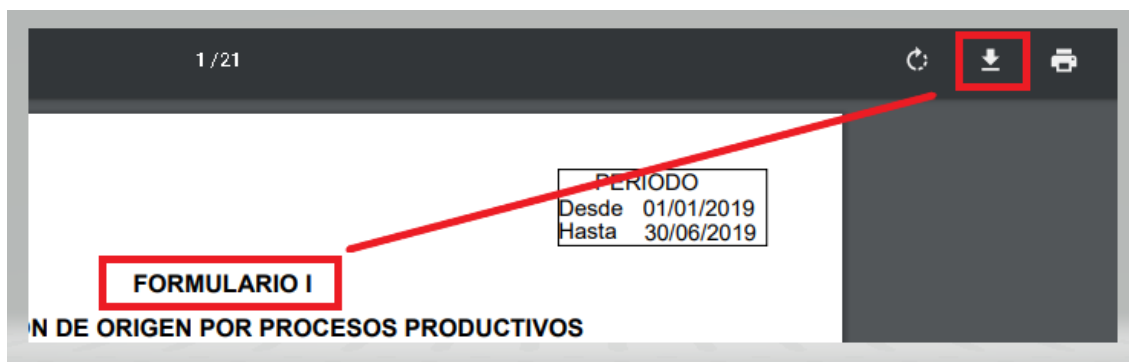 1 / 21
PERIODO
Desde 01/01/2019
Hasta 30/06/2019
FORMULARIO I
N DE ORIGEN POR PROCESOS PRODUCTIVOS